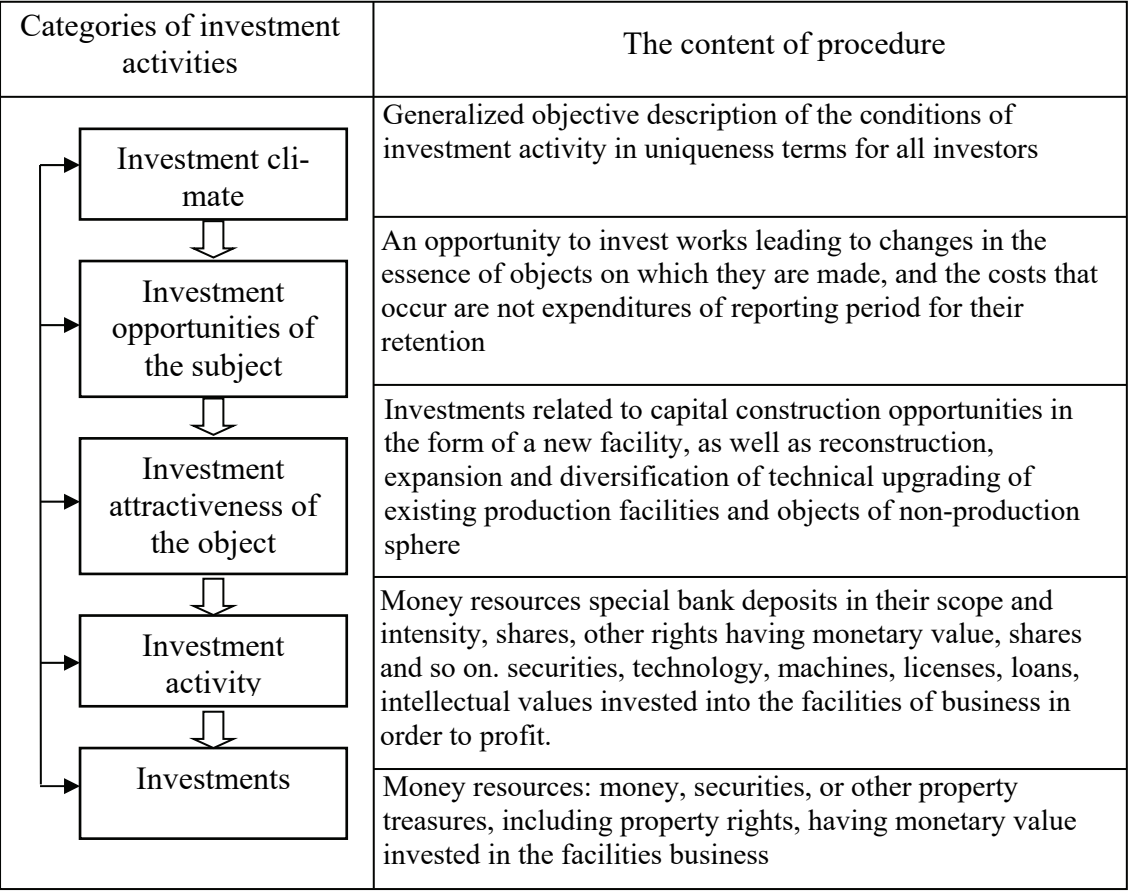 Categories of investment
activities
The content of procedure
Investment cli-
mate
Generalized objective description of the conditions of
investment activity in uniqueness terms for all investors
Investment
opportunities of
the subject
An opportunity to invest works leading to changes in the
essence of objects on which they are made, and the costs that
occur are not expenditures of reporting period for their
retention
Investment
attractiveness of
the object
Investments related to capital construction opportunities in
the form of a new facility, as well as reconstruction,
expansion and diversification of technical upgrading of
existing production facilities and objects of non-production
sphere
Investment
activity
Money resources special bank deposits in their scope and
intensity, shares, other rights having monetary value, shares
and so on. securities, technology, machines, licenses, loans,
intellectual values invested into the facilities of business in
order to profit.
Investments
Money resources: money, securities, or other property
treasures, including property rights, having monetary value
invested in the facilities business